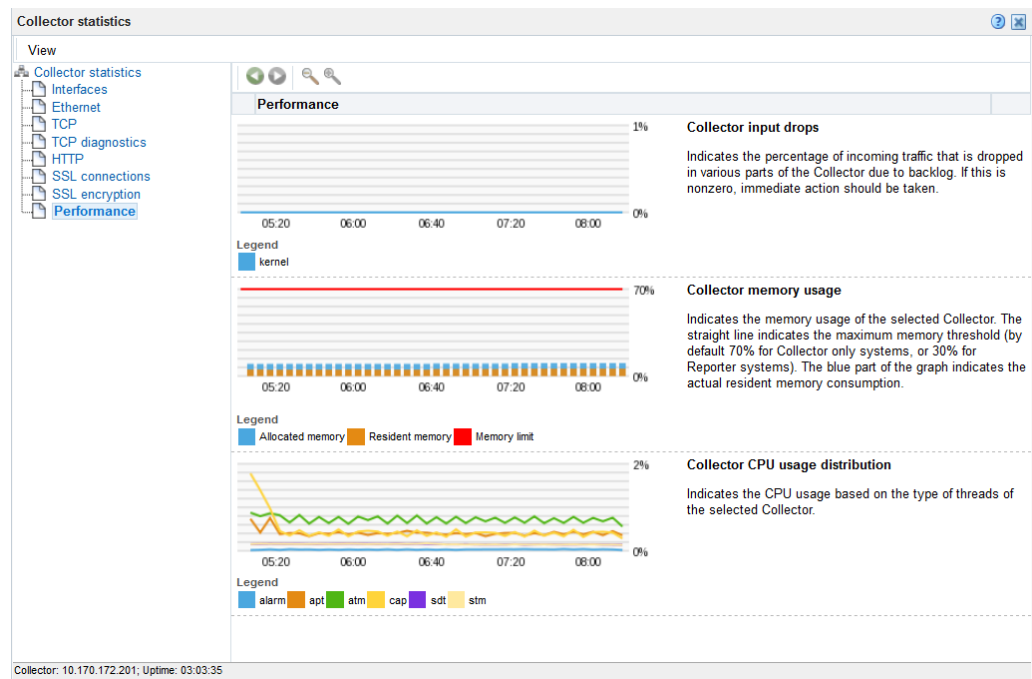 Collector statistics
View
Collector statistics
Interfaces
Ethernet
TCP
TCP diagnostics
HTTP
SSL connections
SSL encryption
Performance
Performance
1%
0%
05:20 06:00 06:40 07:20 08:00
Legend
kernel
Collector input drops
Indicates the percentage of incoming traffic that is dropped
in various parts of the Collector due to backlog. If this is
nonzero, immediate action should be taken.
70%
0%
05:20 06:00 06:40 07:20 08:00
Legend
Allocated memory Resident memory Memory limit
Collector memory usage
Indicates the memory usage of the selected Collector. The
straight line indicates the maximum memory threshold (by
default 70% for Collector only systems, or 30% for
Reporter systems). The blue part of the graph indicates the
actual resident memory consumption.
2%
0%
05:20 06:00 06:40 07:20 08:00
Legend
alarm apt atm cap sdt stm
Collector CPU usage distribution
Indicates the CPU usage based on the type of threads of
the selected Collector.
Collector: 10.170.172.201; Uptime: 03:03:35